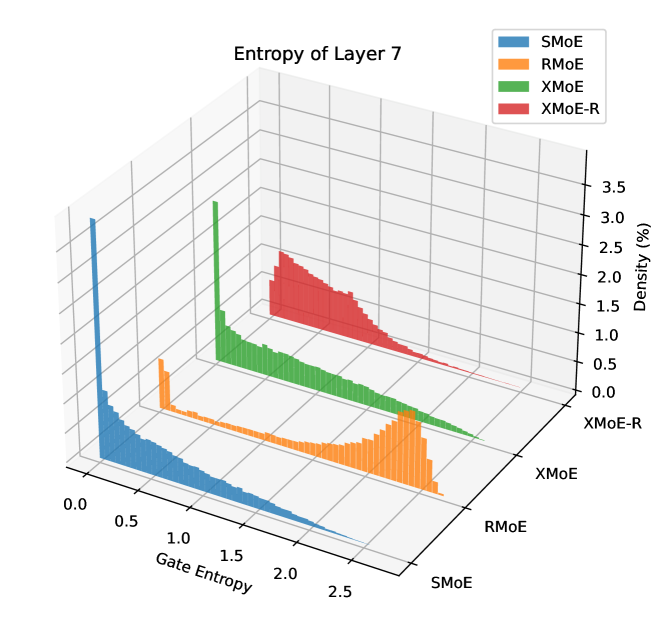 Entropy of Layer 7
SMoE
RMoE
XMoE
XMoE-R
3.5
3.0
2.5
2.0
1.5
1.0
0.5
0.0
Density (%)
XMoE-R
XMoE
RMoE
SMoE
0.0
0.5
1.0
1.5
2.0
2.5
Gate Entropy